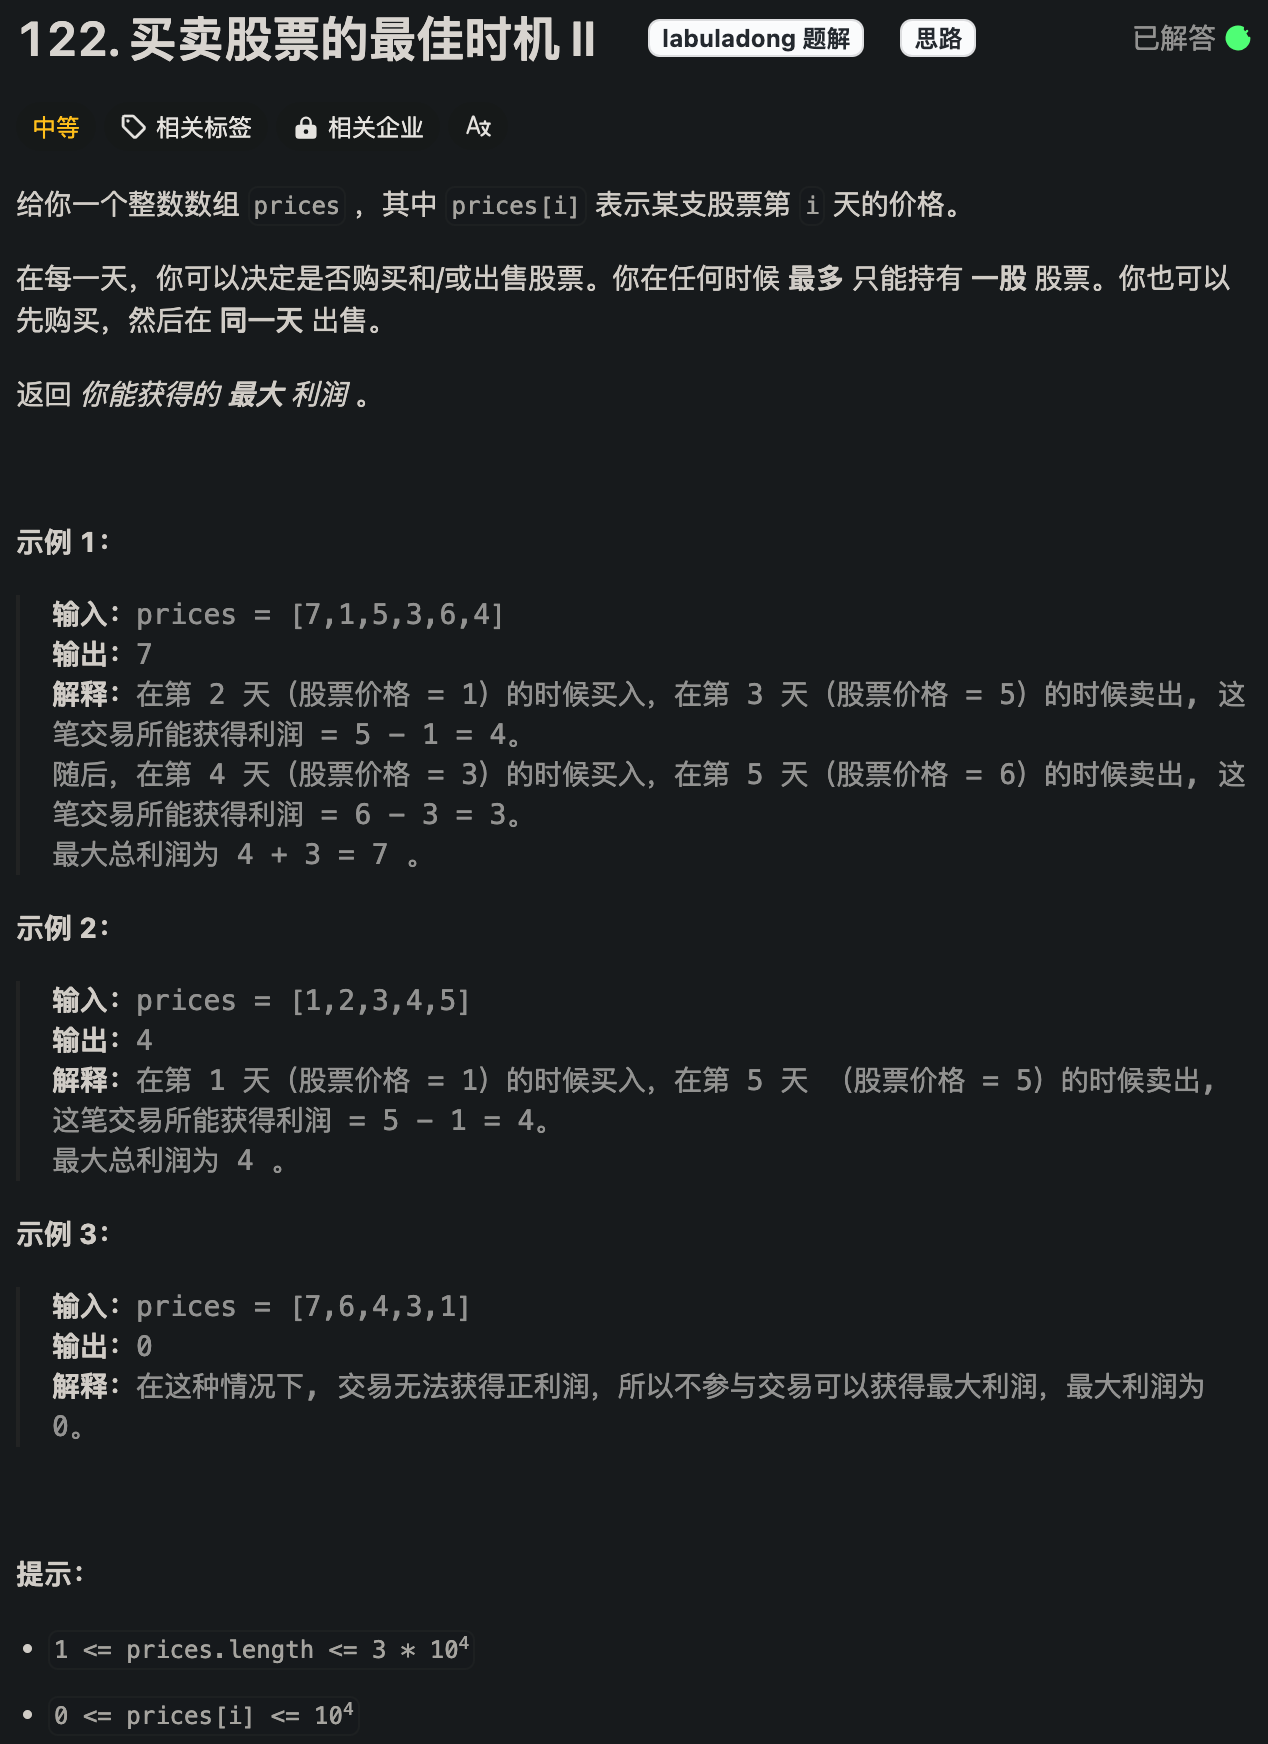 122. 买卖股票的最佳时机 II labuladong 题解 思路 已解答
中等 相关标签 相关企业
给你一个整数数组 prices ，其中 prices[i] 表示某支股票第 i 天的价格。
在每一天，你可以决定是否购买和/或出售股票。你在任何时候 最多 只能持有 一股 股票。你也可以
先购买，然后在 同一天 出售。
返回 你能获得的 最大 利润 。
示例 1：
输入：prices = [7,1,5,3,6,4]
输出：7
解释：在第 2 天（股票价格 = 1）的时候买入，在第 3 天（股票价格 = 5）的时候卖出, 这
笔交易所能获得利润 = 5 - 1 = 4。
随后，在第 4 天（股票价格 = 3）的时候买入，在第 5 天（股票价格 = 6）的时候卖出, 这
笔交易所能获得利润 = 6 - 3 = 3。
最大总利润为 4 + 3 = 7 。
示例 2：
输入：prices = [1,2,3,4,5]
输出：4
解释：在第 1 天（股票价格 = 1）的时候买入，在第 5 天 （股票价格 = 5）的时候卖出,
这笔交易所能获得利润 = 5 - 1 = 4。
最大总利润为 4 。
示例 3：
输入：prices = [7,6,4,3,1]
输出：0
解释：在这种情况下, 交易无法获得正利润，所以不参与交易可以获得最大利润，最大利润为
0。
提示：
• 1 <= prices.length <= 3 * 10⁴
• 0 <= prices[i] <= 10⁴